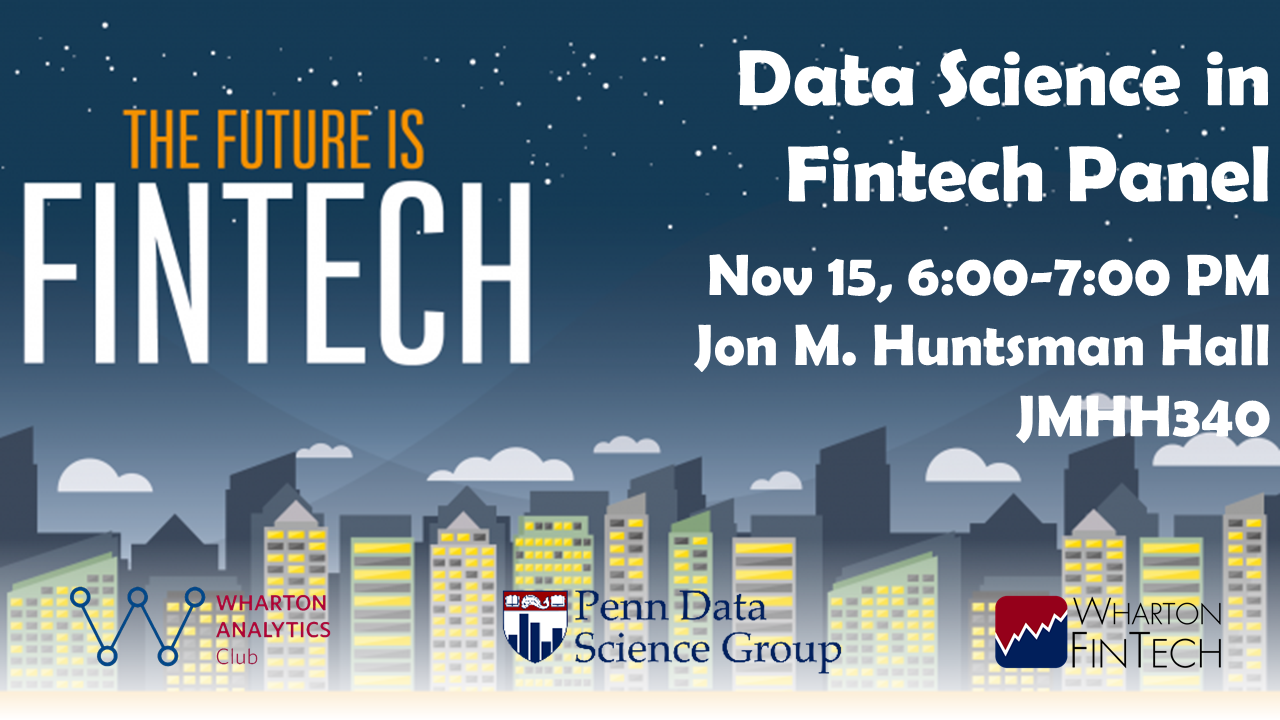 THE FUTURE IS
FINTECH
Data Science in
Fintech Panel
Nov 15, 6:00-7:00 PM
Jon M. Huntsman Hall
JMHH340
WHARTON
ANALYTICS
Club
Penn Data
Science Group
WHARTON
FINTECH